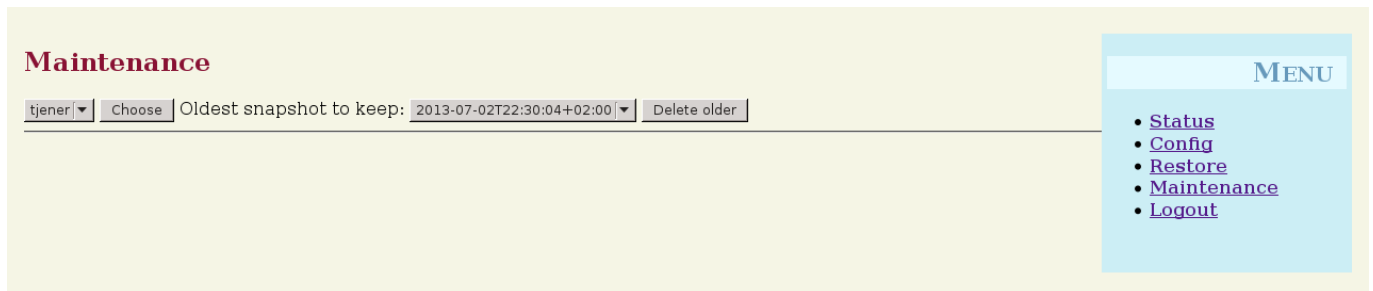 Maintenance
tjener Choose Oldest snapshot to keep: 2013-07-02T22:30:04+02:00 Delete older
MENU
Status
Config
Restore
Maintenance
Logout